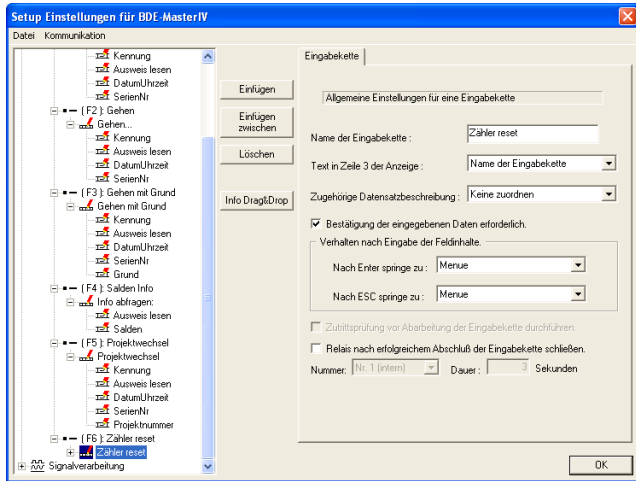 Setup Einstellungen für BDE-MasterIV
Datei Kommunikation
Kennung
Ausweis lesen
DatumUhrzeit
SerienNr
( F2 ): Gehen
Gehen...
Kennung
Ausweis lesen
DatumUhrzeit
SerienNr
( F3 ): Gehen mit Grund
Gehen mit Grund
Kennung
Ausweis lesen
DatumUhrzeit
SerienNr
Grund
( F4 ): Salden Info
Info abfragen:
Ausweis lesen
Salden
( F5 ): Projektwechsel
Projektwechsel
Kennung
Ausweis lesen
DatumUhrzeit
SerienNr
Projektnummer
( F6 ): Zähler reset
Zähler reset
Signalverarbeitung
Einfügen
Einfügen
zwischen
Löschen
Info Drag&Drop
Eingabekette
Allgemeine Einstellungen für eine Eingabekette
Name der Eingabekette : Zähler reset
Text in Zeile 3 der Anzeige : Name der Eingabekette
Zugehörige Datensatzbeschreibung : Keine zuordnen
Bestätigung der eingegebenen Daten erforderlich.
Verhalten nach Eingabe der Feldinhalte.
Nach Enter springe zu : Menue
Nach ESC springe zu : Menue
Zutrittsprüfung vor Abarbeitung der Eingabekette durchführen.
Relais nach erfolgreichem Abschluß der Eingabekette schließen.
Nummer: Nr. 1 (intern) Dauer : 3 Sekunden
OK